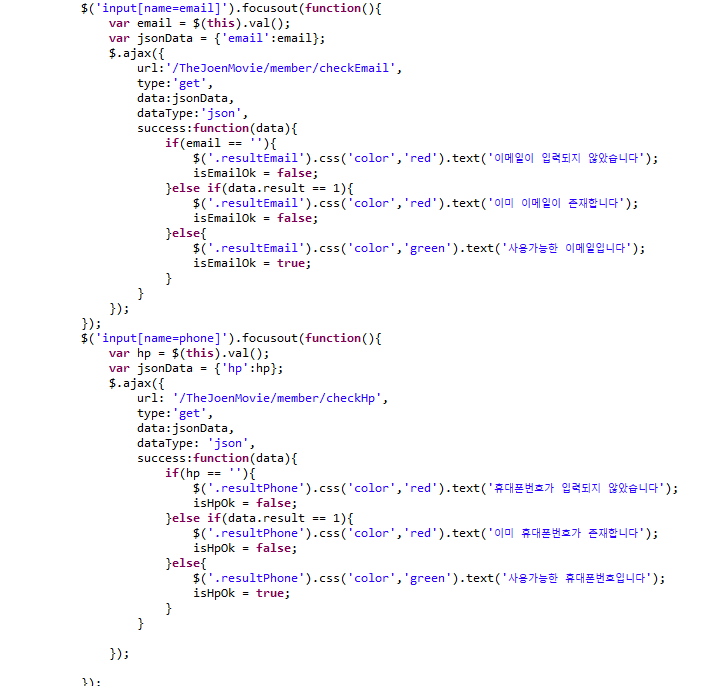 $('input[name=email]').focusout(function(){
    var email = $(this).val();
    var jsonData = {'email':email};
    $.ajax({
        url:'/TheJoenMovie/member/checkEmail',
        type:'get',
        data:jsonData,
        dataType:'json',
        success:function(data){
            if(email == ''){
                $('.resultEmail').css('color','red').text('이메일이 입력되지 않았습니다');
                isEmailOk = false;
            }else if(data.result == 1){
                $('.resultEmail').css('color','red').text('이미 이메일이 존재합니다');
                isEmailOk = false;
            }else{
                $('.resultEmail').css('color','green').text('사용가능한 이메일입니다');
                isEmailOk = true;
            }
        }
    });
});
$('input[name=phone]').focusout(function(){
    var hp = $(this).val();
    var jsonData = {'hp':hp};
    $.ajax({
        url: '/TheJoenMovie/member/checkHp',
        type:'get',
        data:jsonData,
        dataType: 'json',
        success:function(data){
            if(hp == ''){
                $('.resultPhone').css('color','red').text('휴대폰번호가 입력되지 않았습니다');
                isHpOk = false;
            }else if(data.result == 1){
                $('.resultPhone').css('color','red').text('이미 휴대폰번호가 존재합니다');
                isHpOk = false;
            }else{
                $('.resultPhone').css('color','green').text('사용가능한 휴대폰번호입니다');
                isHpOk = true;
            }
        }
    });
});